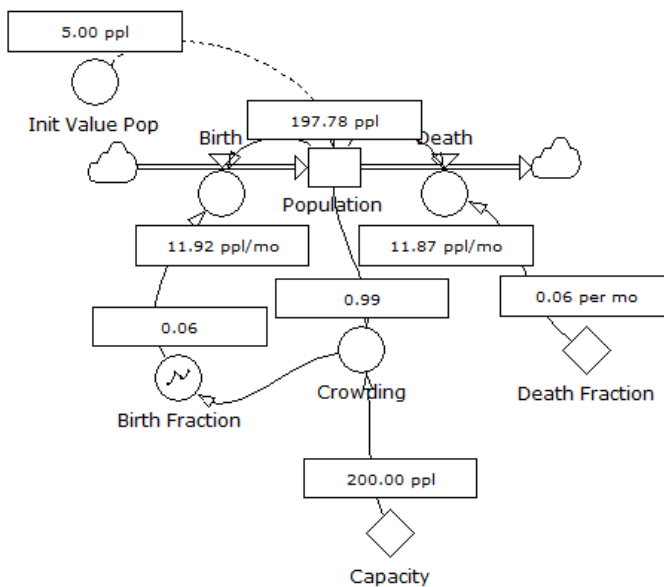 5.00 ppl
Init Value Pop
Birth
197.78 ppl
Death
Population
11.92 ppl/mo
11.87 ppl/mo
0.06
0.99
0.06 per mo
Birth Fraction
Crowding
Death Fraction
200.00 ppl
Capacity